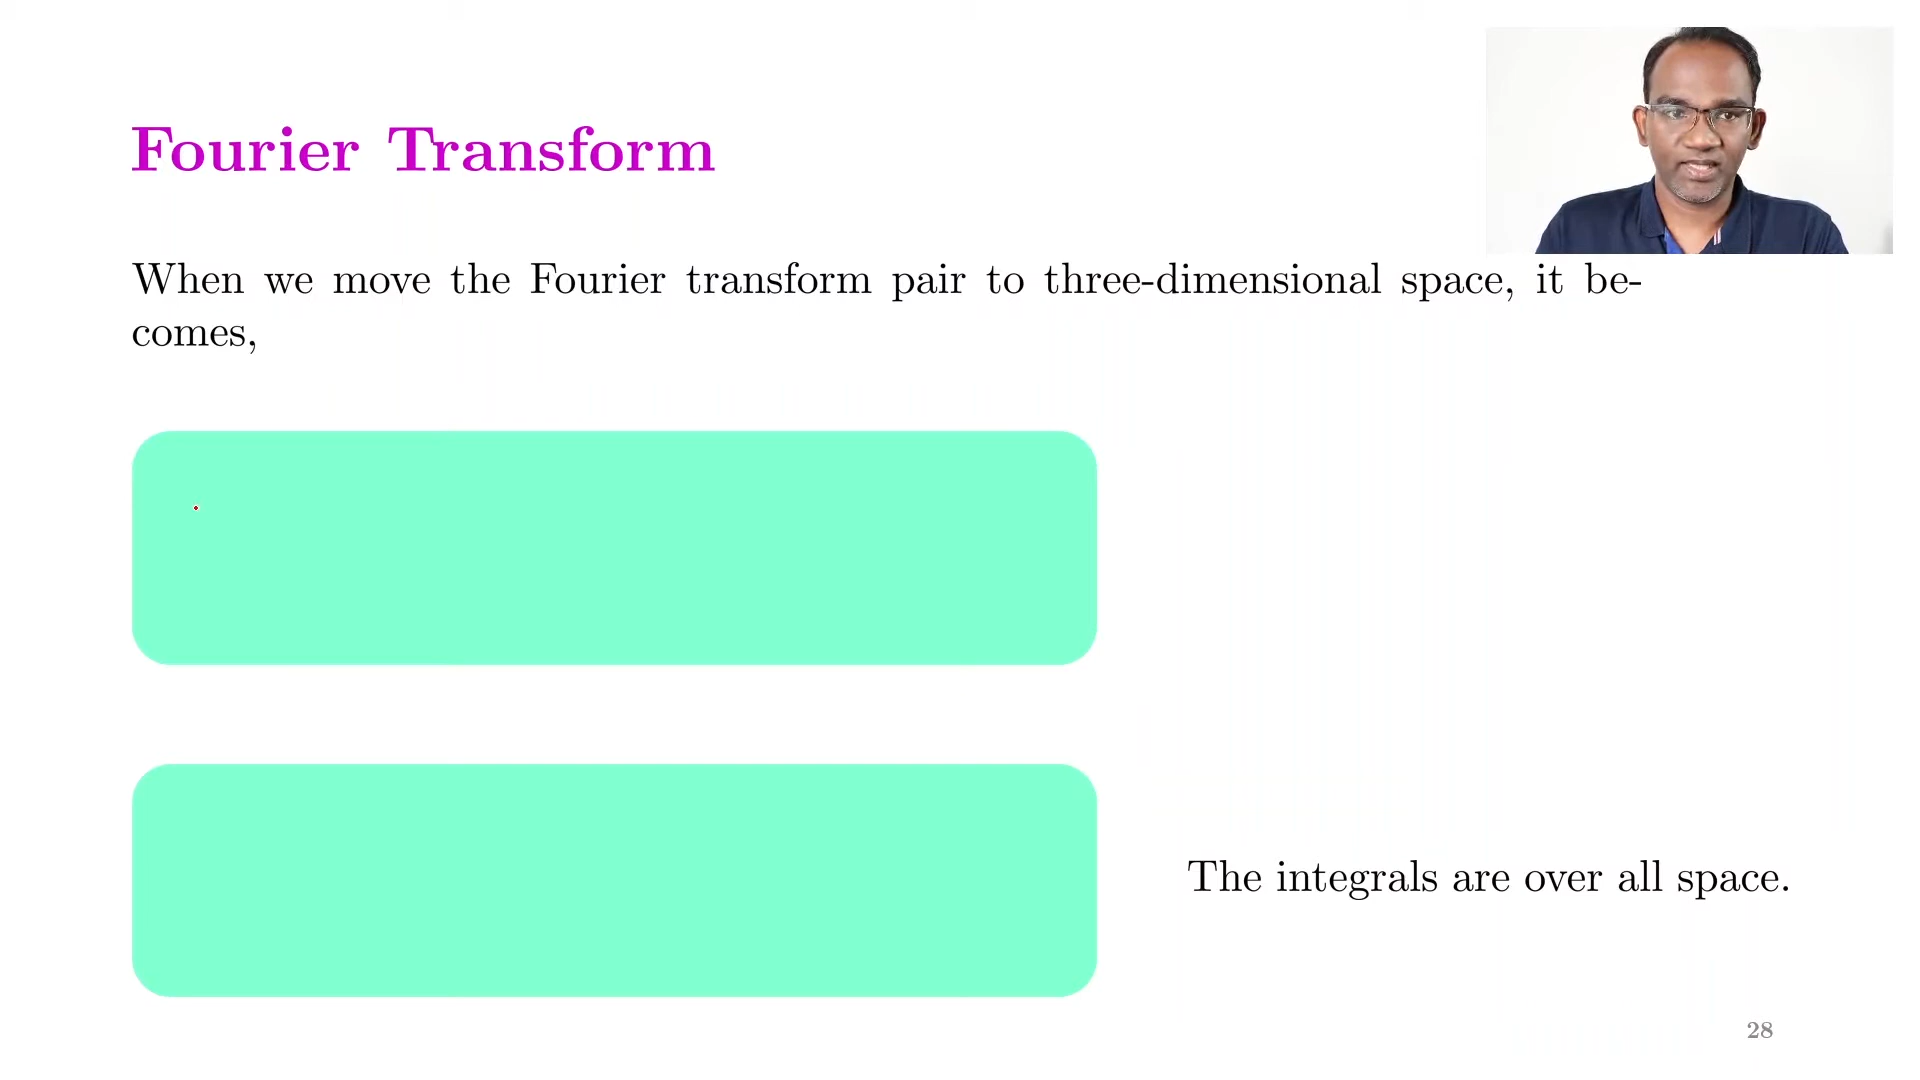 Fourier Transform
When we move the Fourier transform pair to three-dimensional space, it be-
comes,
The integrals are over all space.
28